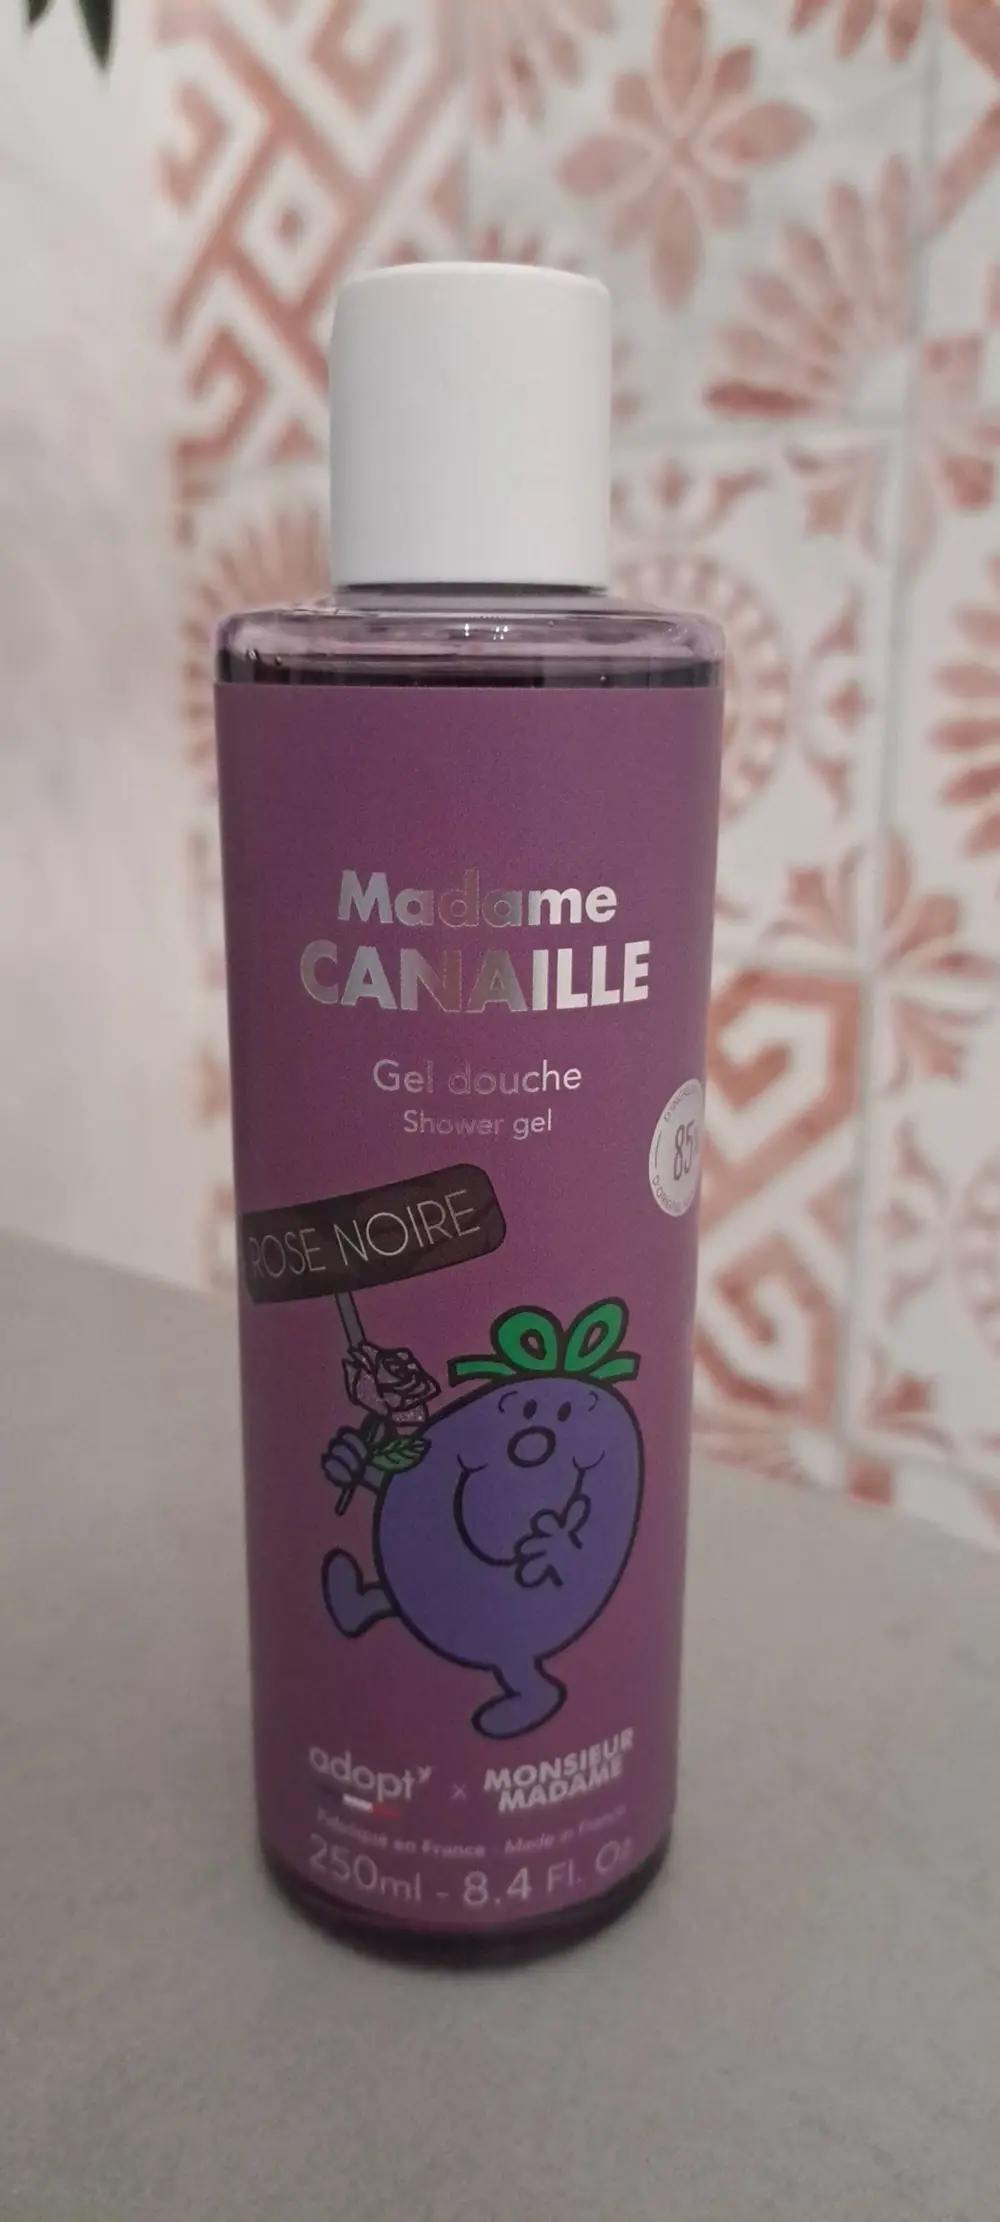 Madame
CANAILLE
Gel douche
Shower gel
85%
ROSE NOIRE
adopt'
x
MONSIEUR
MADAME
Fabriqué en France - Made in France
250ml - 8.4 Fl. Oz